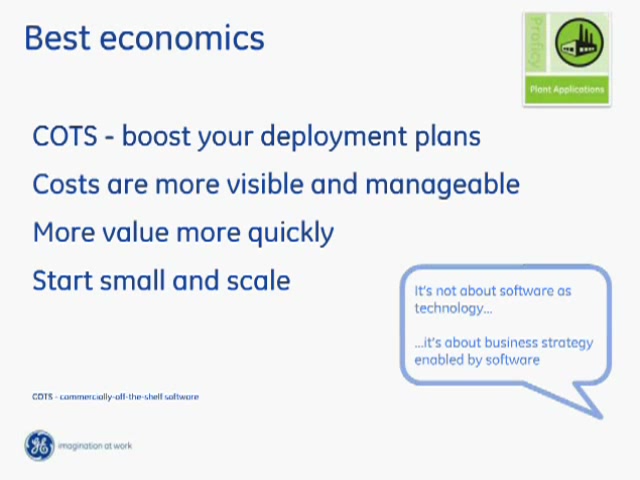 Best economics
Proficy
Plant Applications
COTS - boost your deployment plans
Costs are more visible and manageable
More value more quickly
Start small and scale
It's not about software as
technology...
...it's about business strategy
enabled by software
COTS - commercially-off-the-shelf software
GE
imagination at work